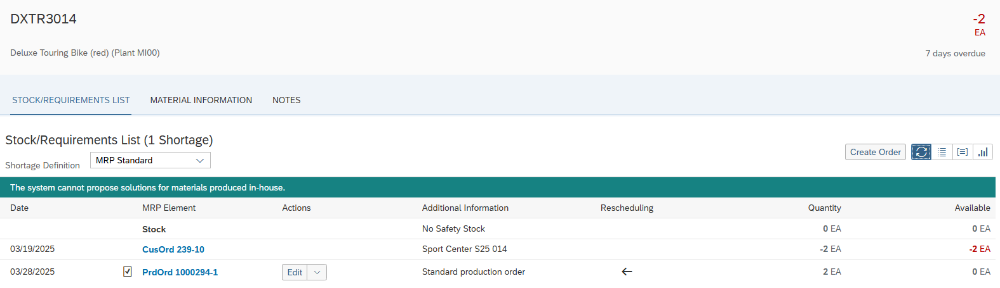 DXTR3014
-2
EA
Deluxe Touring Bike (red) (Plant MI00)
7 days overdue
STOCK/REQUIREMENTS LIST MATERIAL INFORMATION NOTES
Stock/Requirements List (1 Shortage)
Shortage Definition MRP Standard
Create Order
The system cannot propose solutions for materials produced in-house.
Date MRP Element Actions Additional Information Rescheduling Quantity Available
Stock No Safety Stock 0 EA 0 EA
03/19/2025 CusOrd 239-10 Sport Center S25 014 -2 EA -2 EA
03/28/2025 PrdOrd 1000294-1 Edit Standard production order 2 EA 0 EA